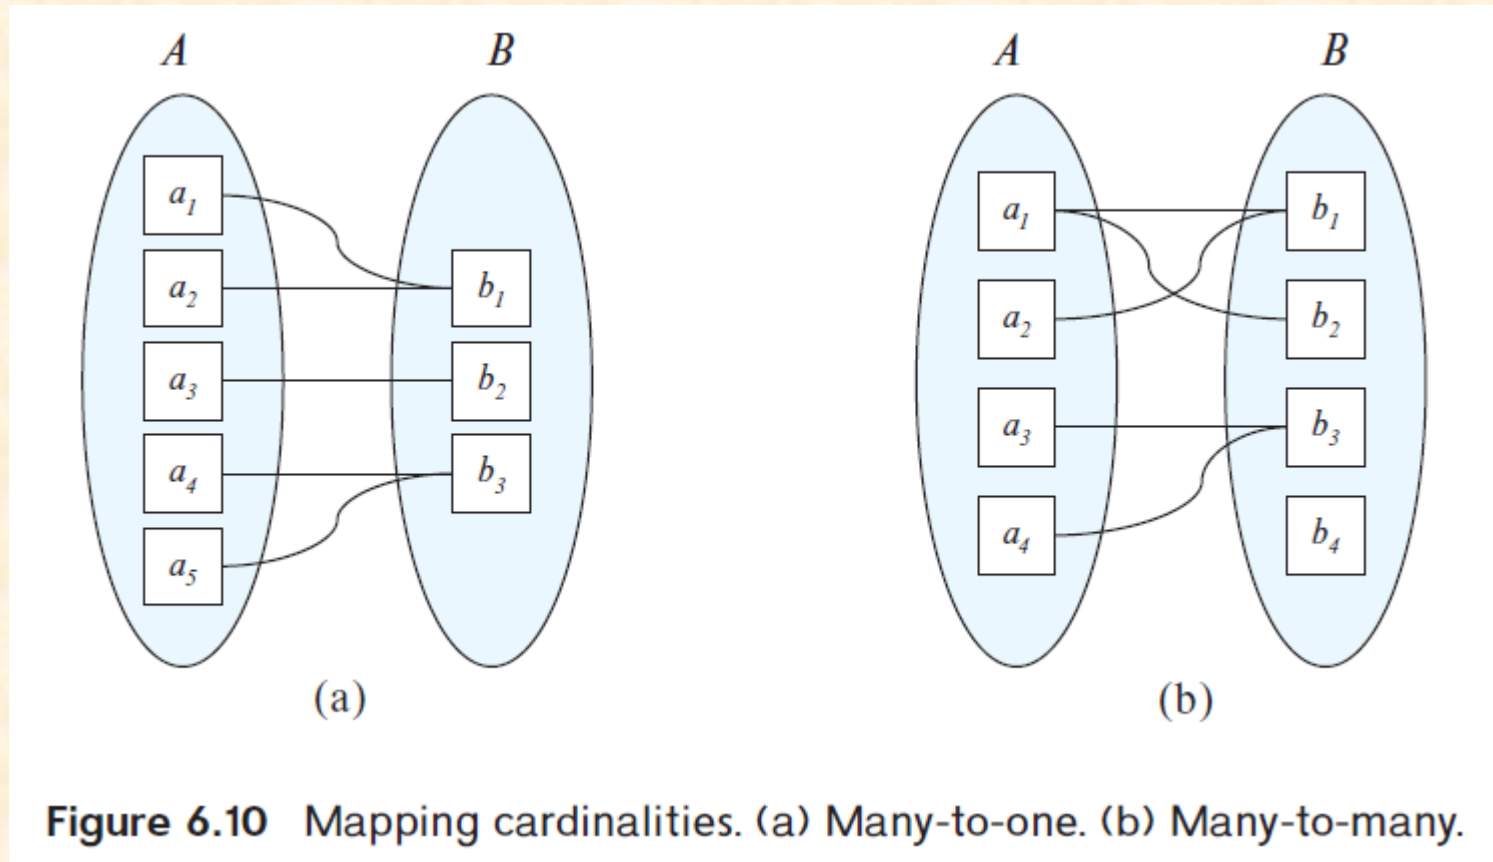 A B
a1
a2
a3
a4
a5
b1
b2
b3
(a)
A B
a1
a2
a3
a4
b1
b2
b3
b4
(b)
Figure 6.10 Mapping cardinalities. (a) Many-to-one. (b) Many-to-many.